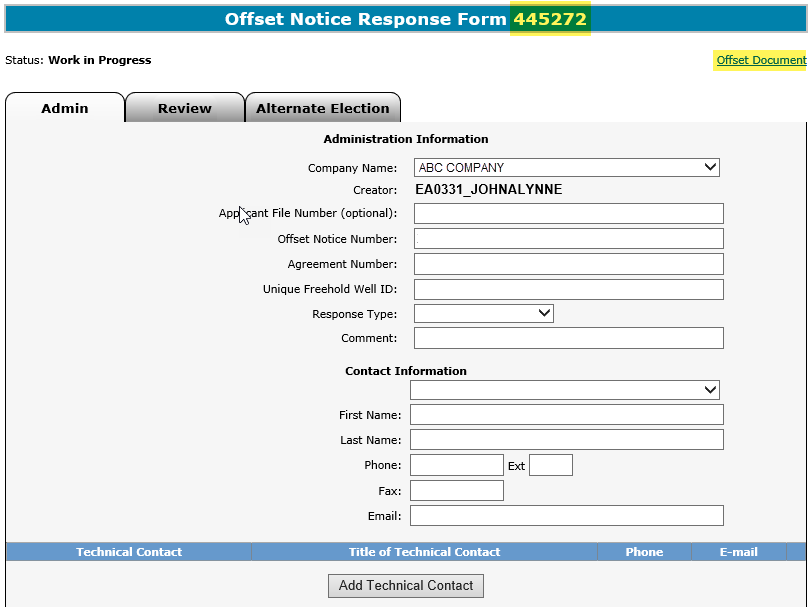 Offset Notice Response Form 445272
Status: Work in Progress
Offset Document
Admin
Review
Alternate Election
Administration Information
Company Name: ABC COMPANY
Creator: EA0331_JOHNALYNNE
Applicant File Number (optional):
Offset Notice Number:
Agreement Number:
Unique Freehold Well ID:
Response Type:
Comment:
Contact Information
First Name:
Last Name:
Phone: Ext
Fax:
Email:
Technical Contact Title of Technical Contact Phone E-mail
Add Technical Contact